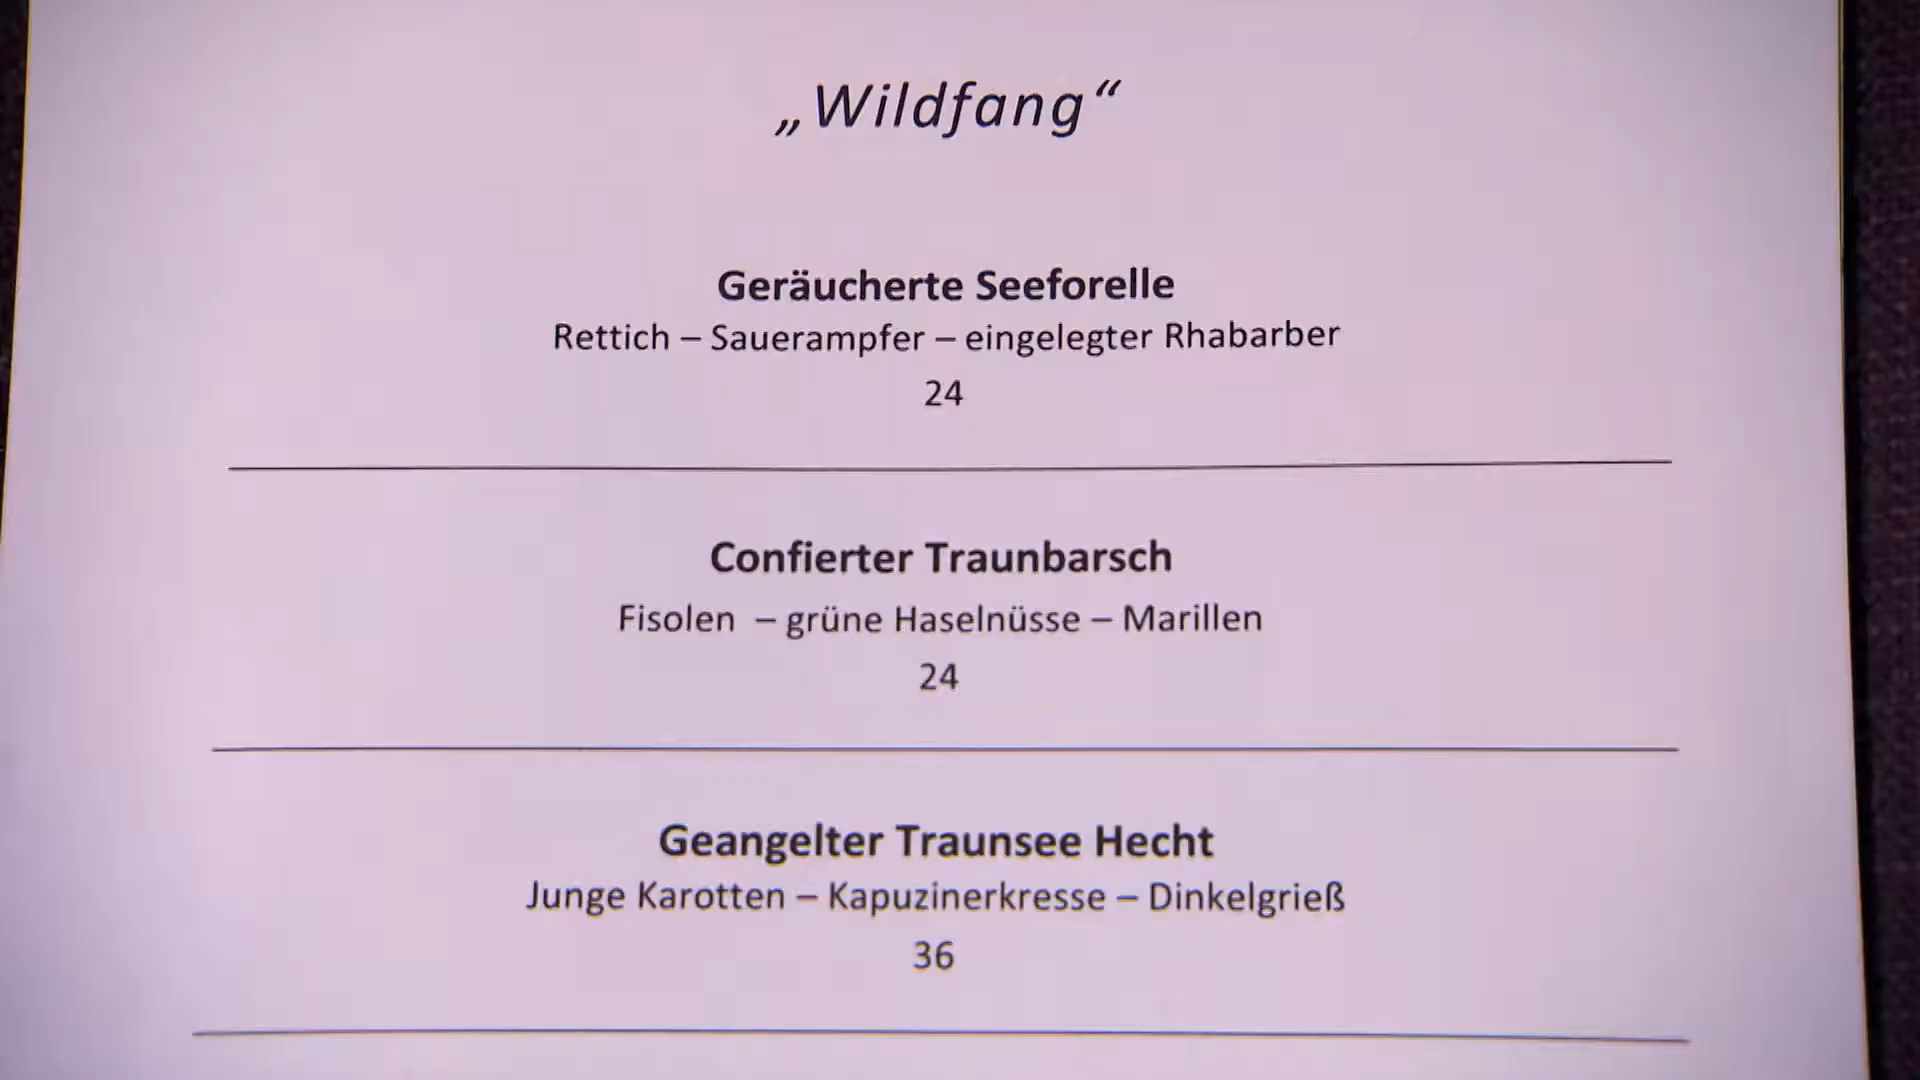 „Wildfang“
Geräucherte Seeforelle
Rettich – Sauerampfer – eingelegter Rhabarber
24
Confierter Traunbarsch
Fisolen – grüne Haselnüsse – Marillen
24
Geangelter Traunsee Hecht
Junge Karotten – Kapuzinerkresse – Dinkelgrieß
36